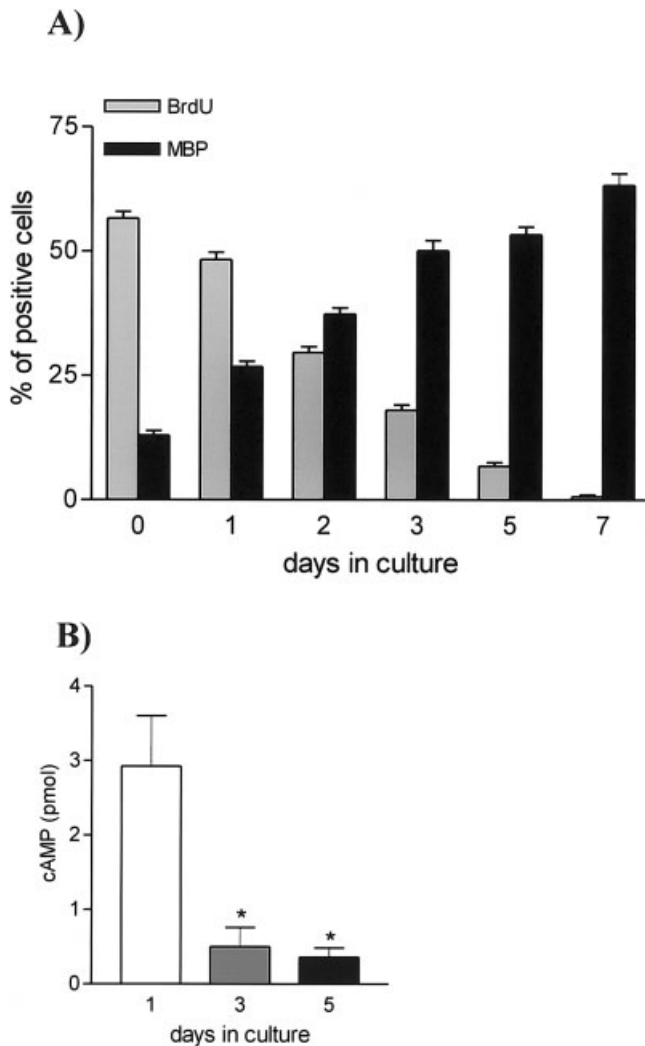 A)
BrdU
MBP
75
50
25
0
% of positive cells
0 1 2 3 5 7
days in culture
B)
4
3
2
1
0
cAMP (pmol)
* *
1 3 5
days in culture